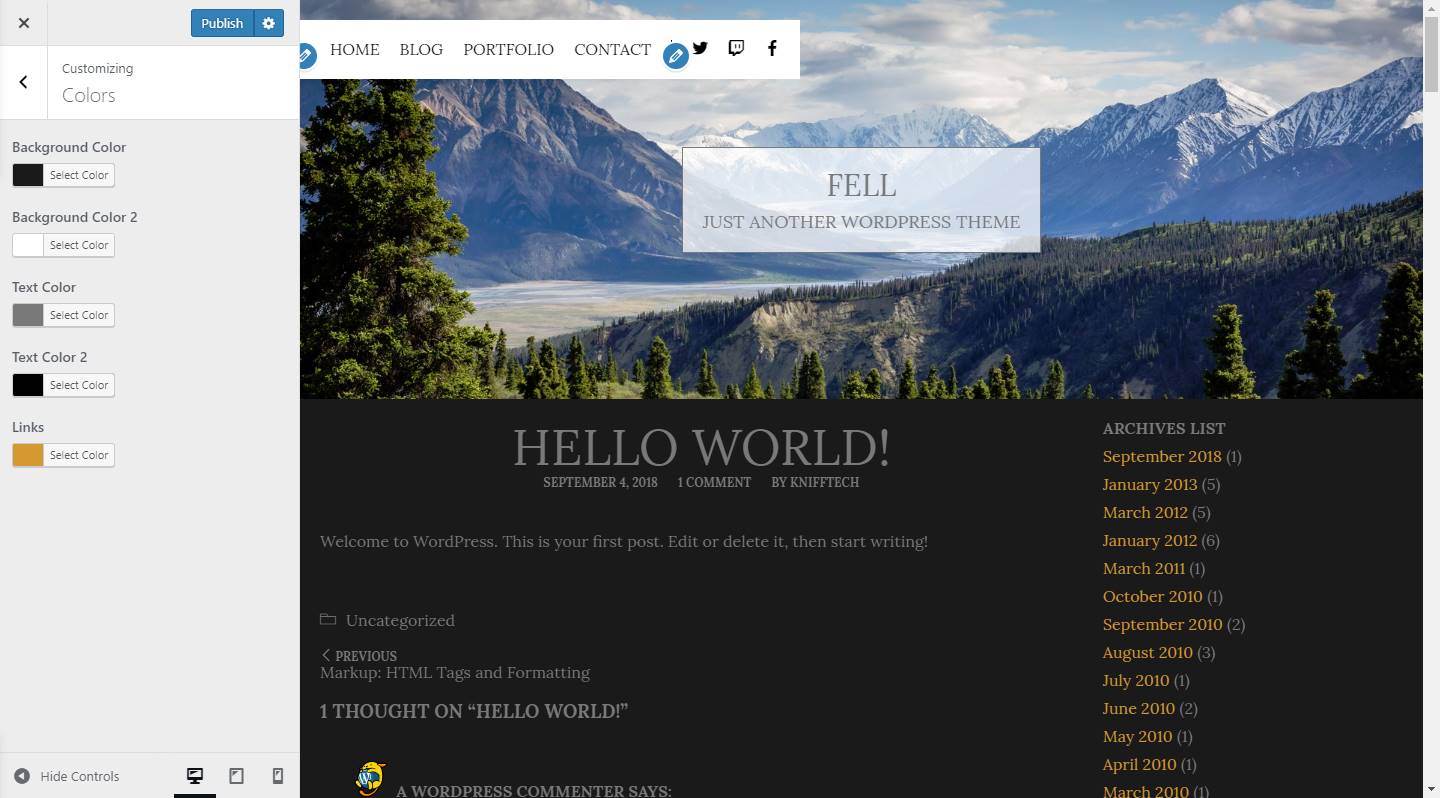 Publish
Customizing
Colors
Background Color
Select Color
Background Color 2
Select Color
Text Color
Select Color
Text Color 2
Select Color
Links
Select Color
Hide Controls
HOME BLOG PORTFOLIO CONTACT
FELL
JUST ANOTHER WORDPRESS THEME
HELLO WORLD!
SEPTEMBER 4, 2018 1 COMMENT BY KNIFFTECH
Welcome to WordPress. This is your first post. Edit or delete it, then start writing!
Uncategorized
PREVIOUS
Markup: HTML Tags and Formatting
1 THOUGHT ON “HELLO WORLD!”
A WORDPRESS COMMENTER SAYS:
ARCHIVES LIST
September 2018 (1)
January 2013 (5)
March 2012 (5)
January 2012 (6)
March 2011 (1)
October 2010 (1)
September 2010 (2)
August 2010 (3)
July 2010 (1)
June 2010 (2)
May 2010 (1)
April 2010 (1)
March 2010 (1)